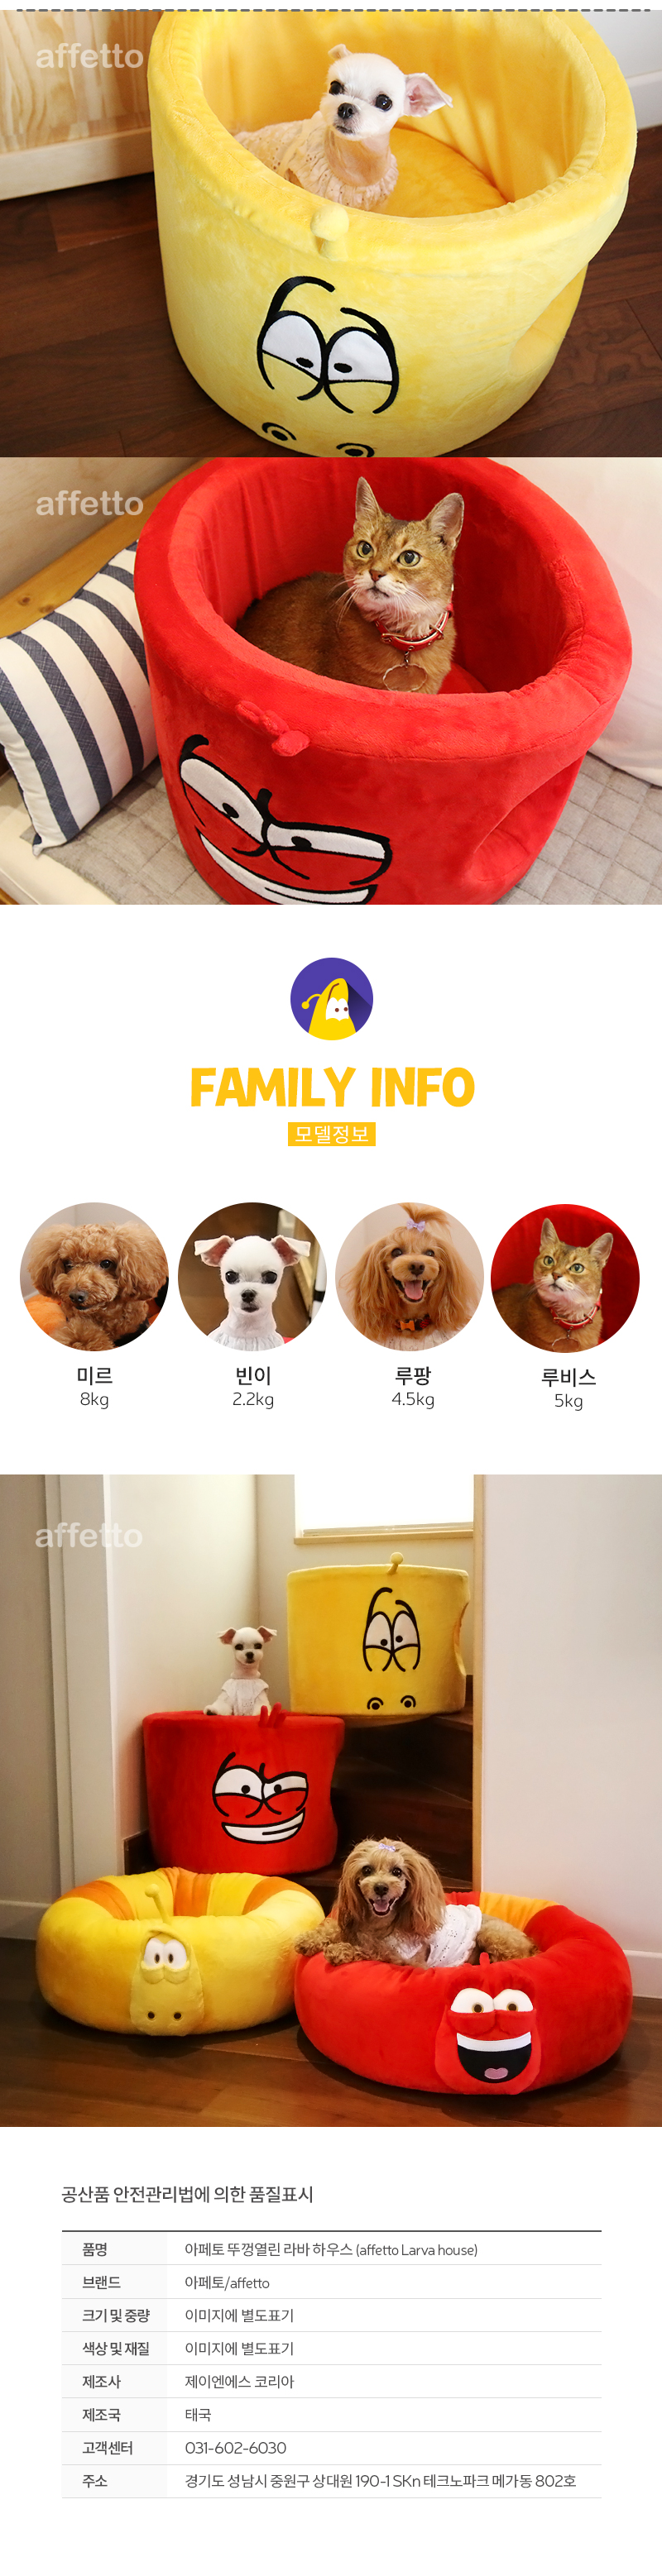 affetto
affetto
FAMILY INFO
모델정보
미르 빈이 루팡 루비스
8kg 2.2kg 4.5kg 5kg
affetto
공산품 안전관리법에 의한 품질표시
품명 아페토 뚜껑열린 라바 하우스 (affetto Larva house)
브랜드 아페토/affetto
크기 및 중량 이미지에 별도표기
색상 및 재질 이미지에 별도표기
제조사 제이엔에스 코리아
제조국 태국
고객센터 031-602-6030
주소 경기도 성남시 중원구 상대원 190-1 SKn 테크노파크 메가동 802호